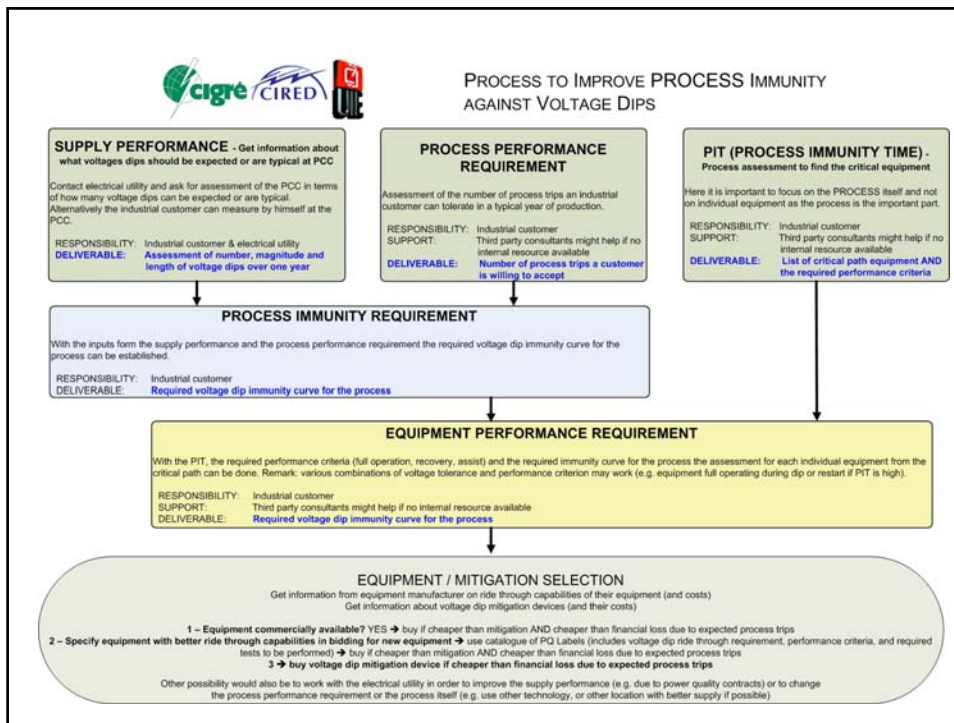 cigré
CIRED
UIE
PROCESS TO IMPROVE PROCESS IMMUNITY
AGAINST VOLTAGE DIPS
SUPPLY PERFORMANCE - Get information about
what voltages dips should be expected or are typical at PCC
Contact electrical utility and ask for assessment of the PCC in terms
of how many voltage dips can be expected or are typical.
Alternatively the industrial customer can measure by himself at the
PCC.
RESPONSIBILITY: Industrial customer & electrical utility
DELIVERABLE: Assessment of number, magnitude and
length of voltage dips over one year
PROCESS PERFORMANCE
REQUIREMENT
Assessment of the number of process trips an industrial
customer can tolerate in a typical year of production.
RESPONSIBILITY: Industrial customer
SUPPORT: Third party consultants might help if no
internal resource available
DELIVERABLE: Number of process trips a customer
is willing to accept
PIT (PROCESS IMMUNITY TIME) -
Process assessment to find the critical equipment
Here it is important to focus on the PROCESS itself and not
on individual equipment as the process is the important part.
RESPONSIBILITY: Industrial customer
SUPPORT: Third party consultants might help if no
internal resource available
DELIVERABLE: List of critical path equipment AND
the required performance criteria
PROCESS IMMUNITY REQUIREMENT
With the inputs form the supply performance and the process performance requirement the required voltage dip immunity curve for the
process can be established.
RESPONSIBILITY: Industrial customer
DELIVERABLE: Required voltage dip immunity curve for the process
EQUIPMENT PERFORMANCE REQUIREMENT
With the PIT, the required performance criteria (full operation, recovery, assist) and the required immunity curve for the process the assessment for each individual equipment from the
critical path can be done. Remark: various combinations of voltage tolerance and performance criterion may work (e.g. equipment full operating during dip or restart if PIT is high).
RESPONSIBILITY: Industrial customer
SUPPORT: Third party consultants might help if no internal resource available
DELIVERABLE: Required voltage dip immunity curve for the process
EQUIPMENT / MITIGATION SELECTION
Get information from equipment manufacturer on ride through capabilities of their equipment (and costs)
Get information about voltage dip mitigation devices (and their costs)
1 – Equipment commercially available? YES ➔ buy if cheaper than mitigation AND cheaper than financial loss due to expected process trips
2 – Specify equipment with better ride through capabilities in bidding for new equipment ➔ use catalogue of PQ Labels (includes voltage dip ride through requirement, performance criteria, and required
tests to be performed) ➔ buy if cheaper than mitigation AND cheaper than financial loss due to expected process trips
3 ➔ buy voltage dip mitigation device if cheaper than financial loss due to expected process trips
Other possibility would also be to work with the electrical utility in order to improve the supply performance (e.g. due to power quality contracts) or to change
the process performance requirement or the process itself (e.g. use other technology, or other location with better supply if possible)